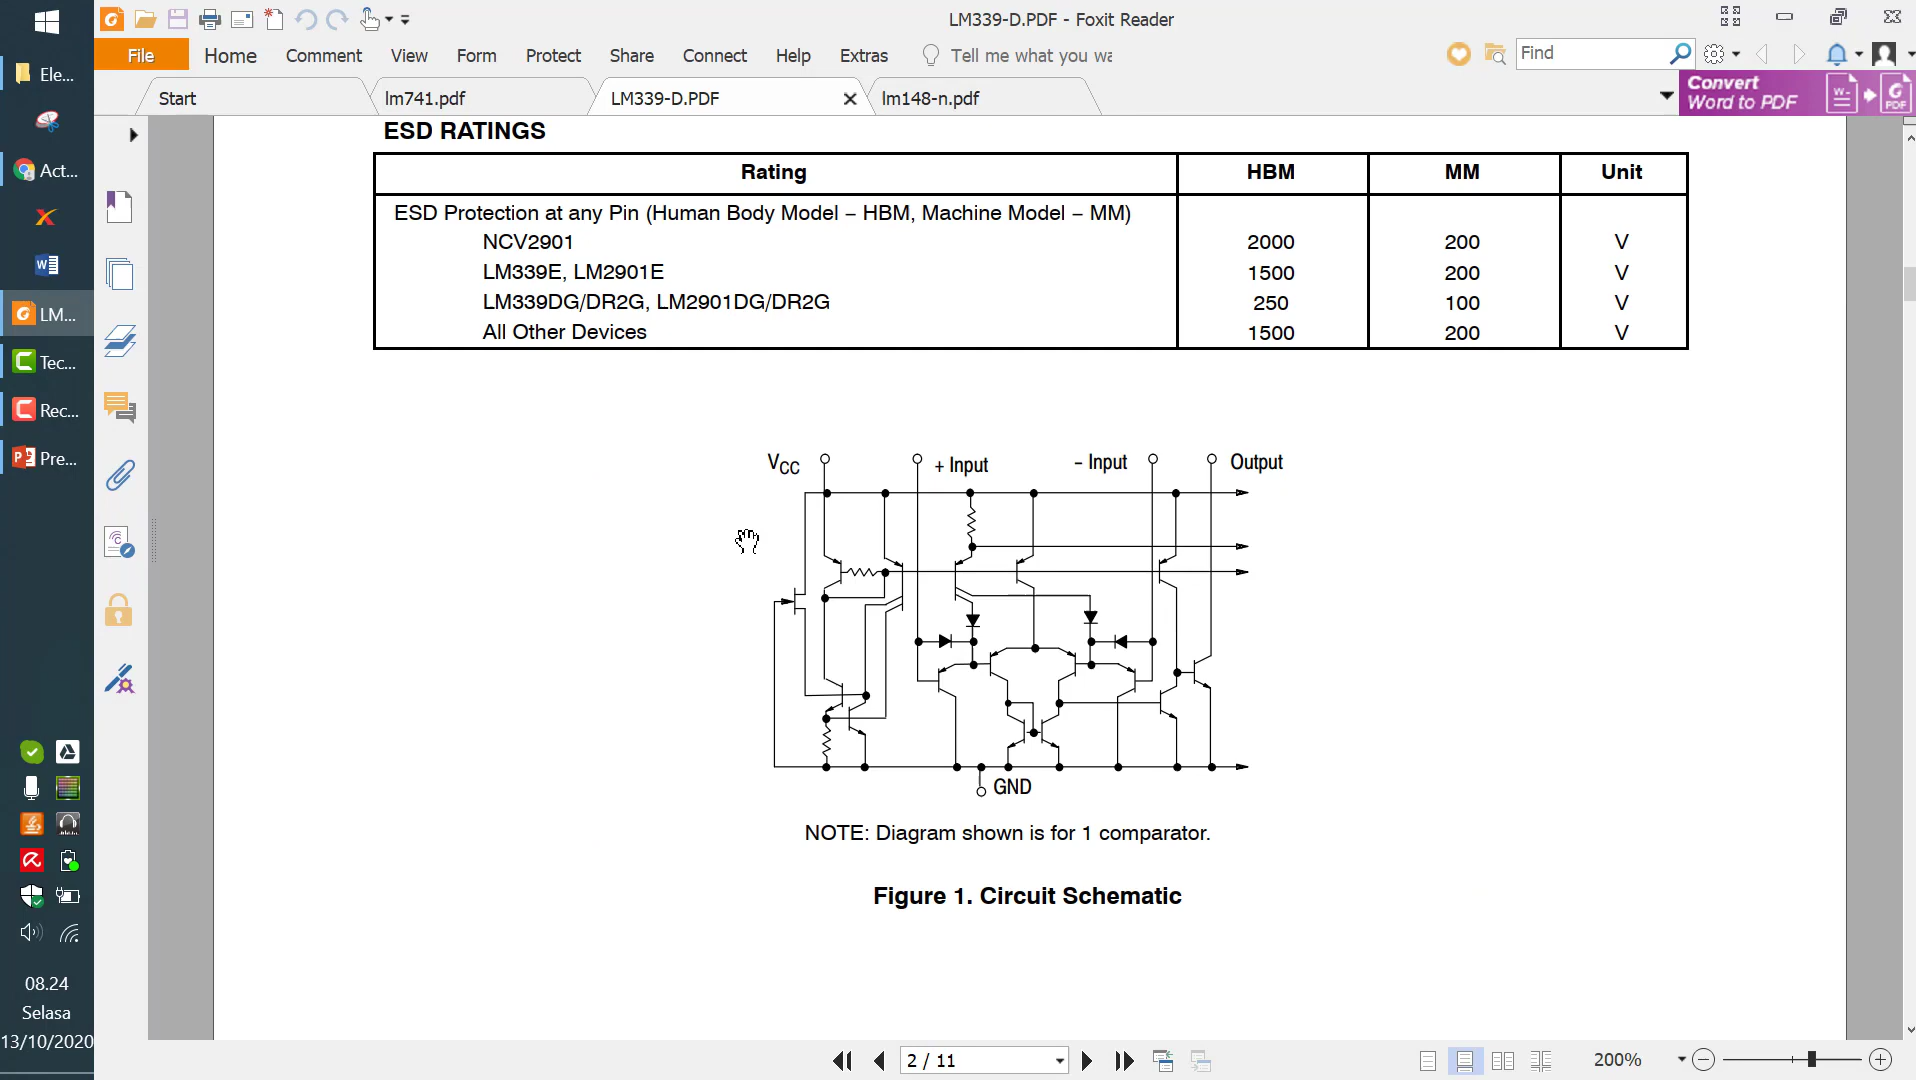 LM339-D.PDF - Foxit Reader
File Home Comment View Form Protect Share Connect Help Extras Tell me what you wa Find
Start lm741.pdf LM339-D.PDF lm148-n.pdf
Convert
Word to PDF
Ele...
Act...
LM...
Tec...
Rec...
Pre...
08.24
Selasa
13/10/2020
ESD RATINGS
Rating HBM MM Unit
ESD Protection at any Pin (Human Body Model − HBM, Machine Model − MM)
NCV2901 2000 200 V
LM339E, LM2901E 1500 200 V
LM339DG/DR2G, LM2901DG/DR2G 250 100 V
All Other Devices 1500 200 V
VCC + Input − Input Output
GND
NOTE: Diagram shown is for 1 comparator.
Figure 1. Circuit Schematic
2 / 11 200%